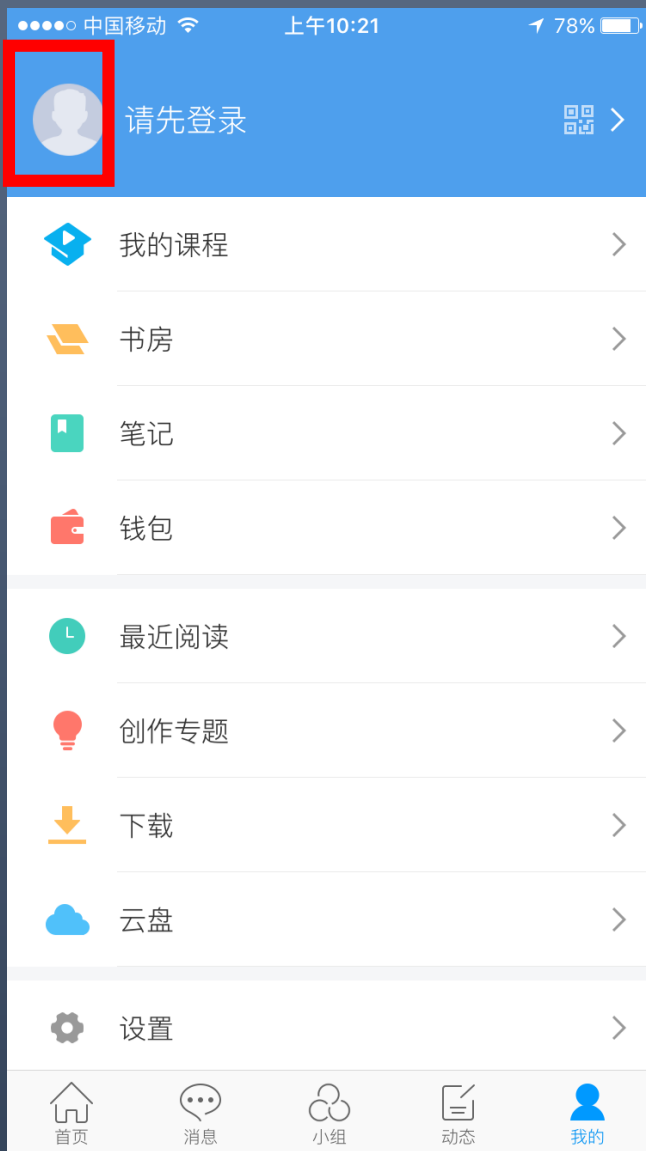 中国移动 上午10:21 78%
请先登录
我的课程
书房
笔记
钱包
最近阅读
创作专题
下载
云盘
设置
首页 消息 小组 动态 我的